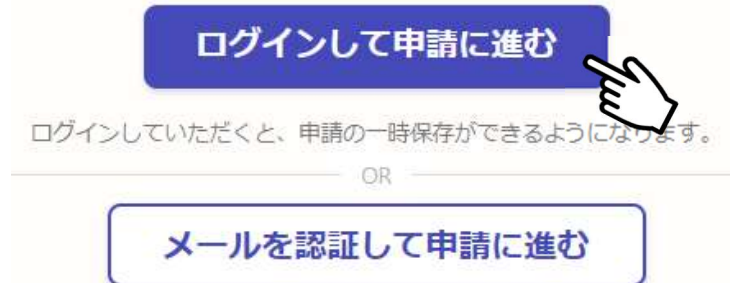 ログインして申請に進む
ログインしていただくと、申請の一時保存ができるようになります。
OR
メールを認証して申請に進む